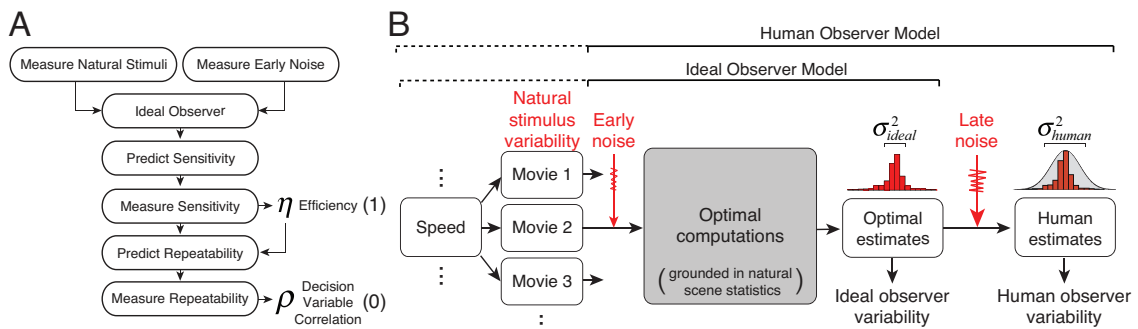 A
Measure Natural Stimuli
Measure Early Noise
Ideal Observer
Predict Sensitivity
Measure Sensitivity
η Efficiency (1)
Predict Repeatability
Measure Repeatability
ρ Decision Variable Correlation (0)
B
Human Observer Model
Ideal Observer Model
Natural
stimulus
variability
Early
noise
σ²ideal
Late
noise
σ²human
⋮
Speed
⋮
Movie 1
Movie 2
Movie 3
⋮
Optimal
computations
(grounded in natural
scene statistics)
Optimal
estimates
Human
estimates
Ideal observer
variability
Human observer
variability